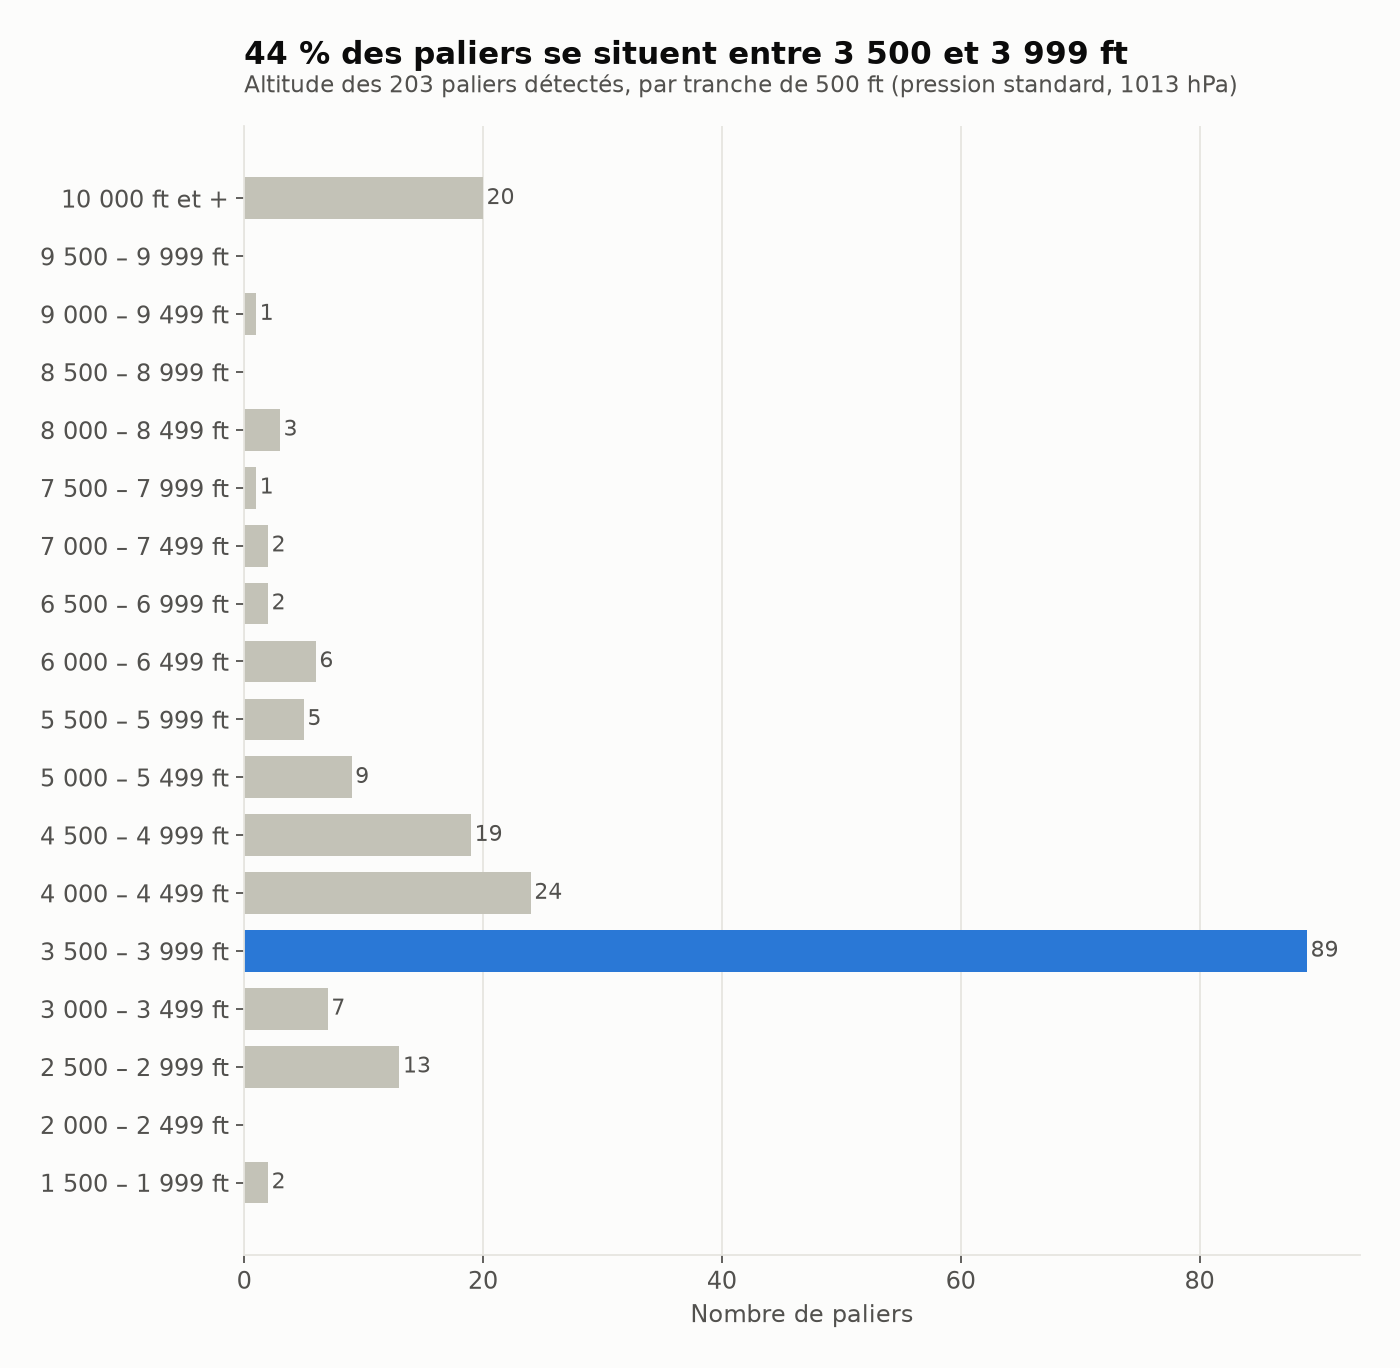 44 % des paliers se situent entre 3 500 et 3 999 ft
Altitude des 203 paliers détectés, par tranche de 500 ft (pression standard, 1013 hPa)
10 000 ft et + 20
9 500 – 9 999 ft
9 000 – 9 499 ft 1
8 500 – 8 999 ft
8 000 – 8 499 ft 3
7 500 – 7 999 ft 1
7 000 – 7 499 ft 2
6 500 – 6 999 ft 2
6 000 – 6 499 ft 6
5 500 – 5 999 ft 5
5 000 – 5 499 ft 9
4 500 – 4 999 ft 19
4 000 – 4 499 ft 24
3 500 – 3 999 ft 89
3 000 – 3 499 ft 7
2 500 – 2 999 ft 13
2 000 – 2 499 ft
1 500 – 1 999 ft 2
0 20 40 60 80
Nombre de paliers